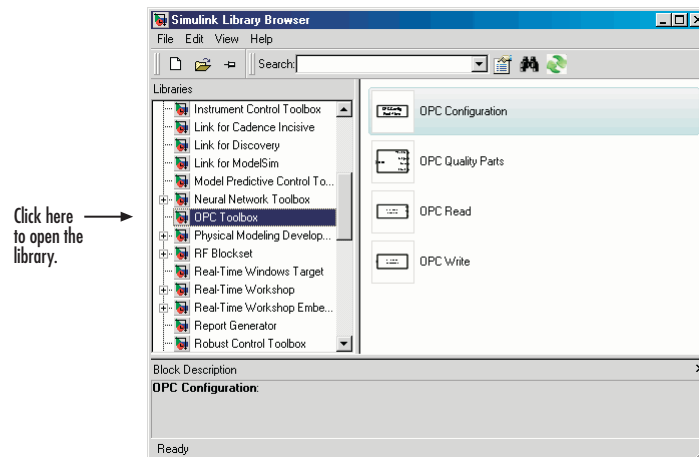 Simulink Library Browser
File Edit View Help
Search:
Libraries
Instrument Control Toolbox
Link for Cadence Incisive
Link for Discovery
Link for ModelSim
Model Predictive Control To...
Neural Network Toolbox
OPC Toolbox
Physical Modeling Develop...
RF Blockset
Real-Time Windows Target
Real-Time Workshop
Real-Time Workshop Embe...
Report Generator
Robust Control Toolbox
OPC Configuration
OPC Quality Parts
OPC Read
OPC Write
Click here
to open the
library.
Block Description
OPC Configuration:
Ready